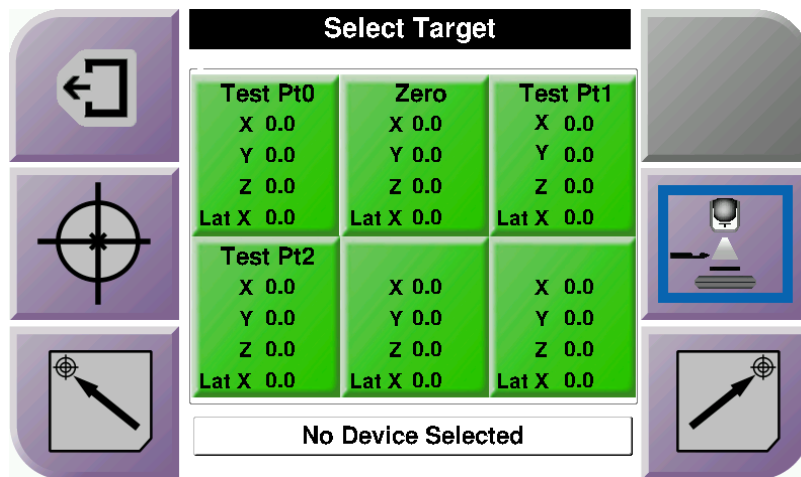 Select Target
Test Pt0 Zero Test Pt1
X 0.0 X 0.0 X 0.0
Y 0.0 Y 0.0 Y 0.0
Z 0.0 Z 0.0 Z 0.0
Lat X 0.0 Lat X 0.0 Lat X 0.0
Test Pt2
X 0.0 X 0.0 X 0.0
Y 0.0 Y 0.0 Y 0.0
Z 0.0 Z 0.0 Z 0.0
Lat X 0.0 Lat X 0.0 Lat X 0.0
No Device Selected